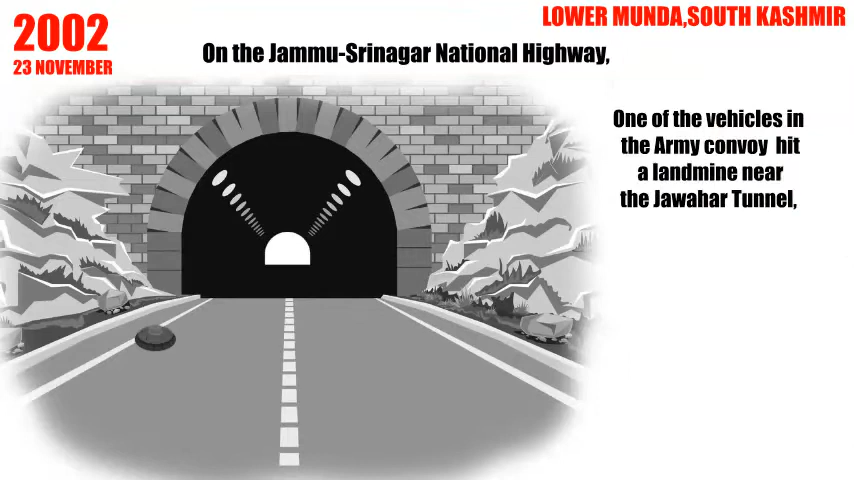 2002
23 NOVEMBER
LOWER MUNDA,SOUTH KASHMIR
On the Jammu-Srinagar National Highway,
One of the vehicles in
the Army convoy hit
a landmine near
the Jawahar Tunnel,